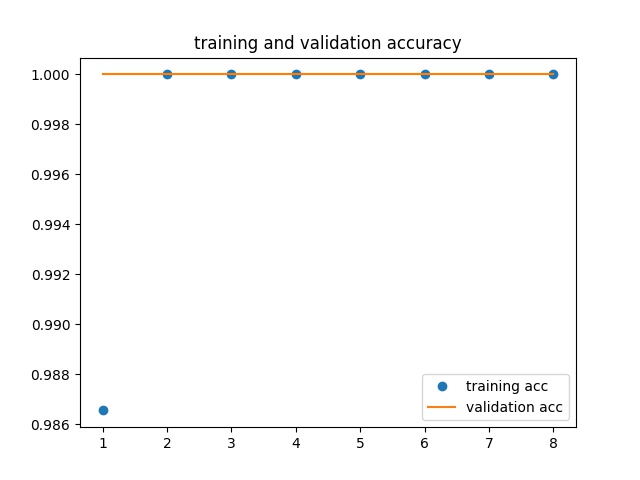 training and validation accuracy
1.000
0.998
0.996
0.994
0.992
0.990
0.988
0.986
training acc
validation acc
1 2 3 4 5 6 7 8